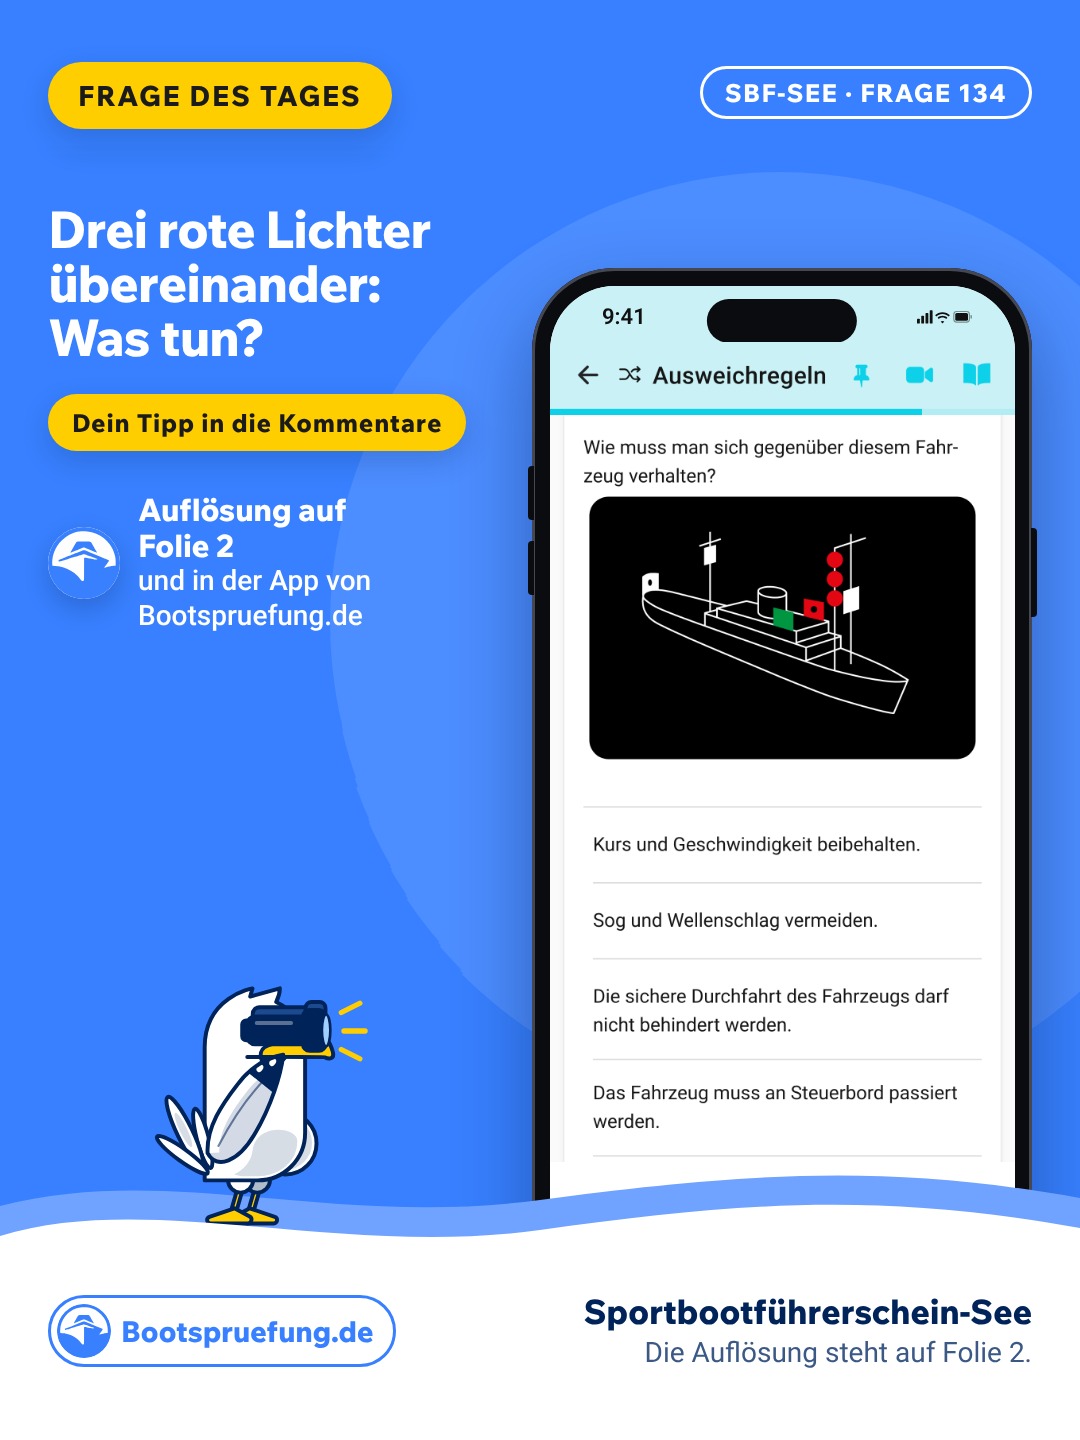 FRAGE DES TAGES
SBF-SEE · FRAGE 134
Drei rote Lichter
übereinander:
Was tun?
Dein Tipp in die Kommentare
Auflösung auf
Folie 2
und in der App von
Bootspruefung.de
9:41
Ausweichregeln
Wie muss man sich gegenüber diesem Fahr-
zeug verhalten?
Kurs und Geschwindigkeit beibehalten.
Sog und Wellenschlag vermeiden.
Die sichere Durchfahrt des Fahrzeugs darf
nicht behindert werden.
Das Fahrzeug muss an Steuerbord passiert
werden.
Bootspruefung.de
Sportbootführerschein-See
Die Auflösung steht auf Folie 2.